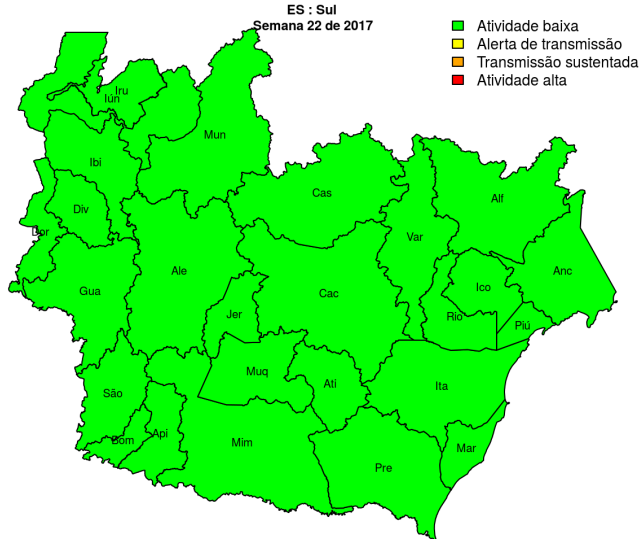 ES : Sul
Semana 22 de 2017
Atividade baixa
Alerta de transmissão
Transmissão sustentada
Atividade alta
Iru
Iún
Mun
Ibi
Cas
Alf
Div
Dor
Var
Ale
Anc
Gua
Cac
Ico
Jer
Rio
Piú
Muq
Ati
Ita
São
Bom
Api
Mim
Mar
Pre